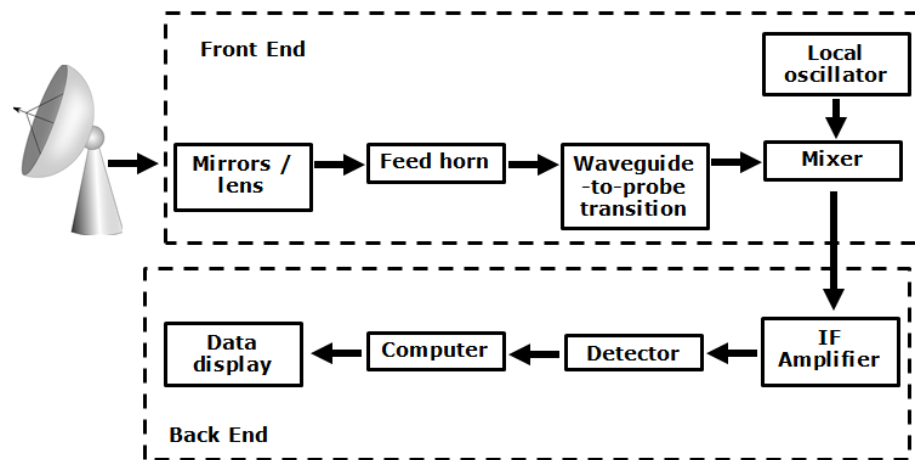 Front End
Local
oscillator
Mirrors /
lens
Feed horn
Waveguide
-to-probe
transition
Mixer
Data
display
Computer
Detector
IF
Amplifier
Back End